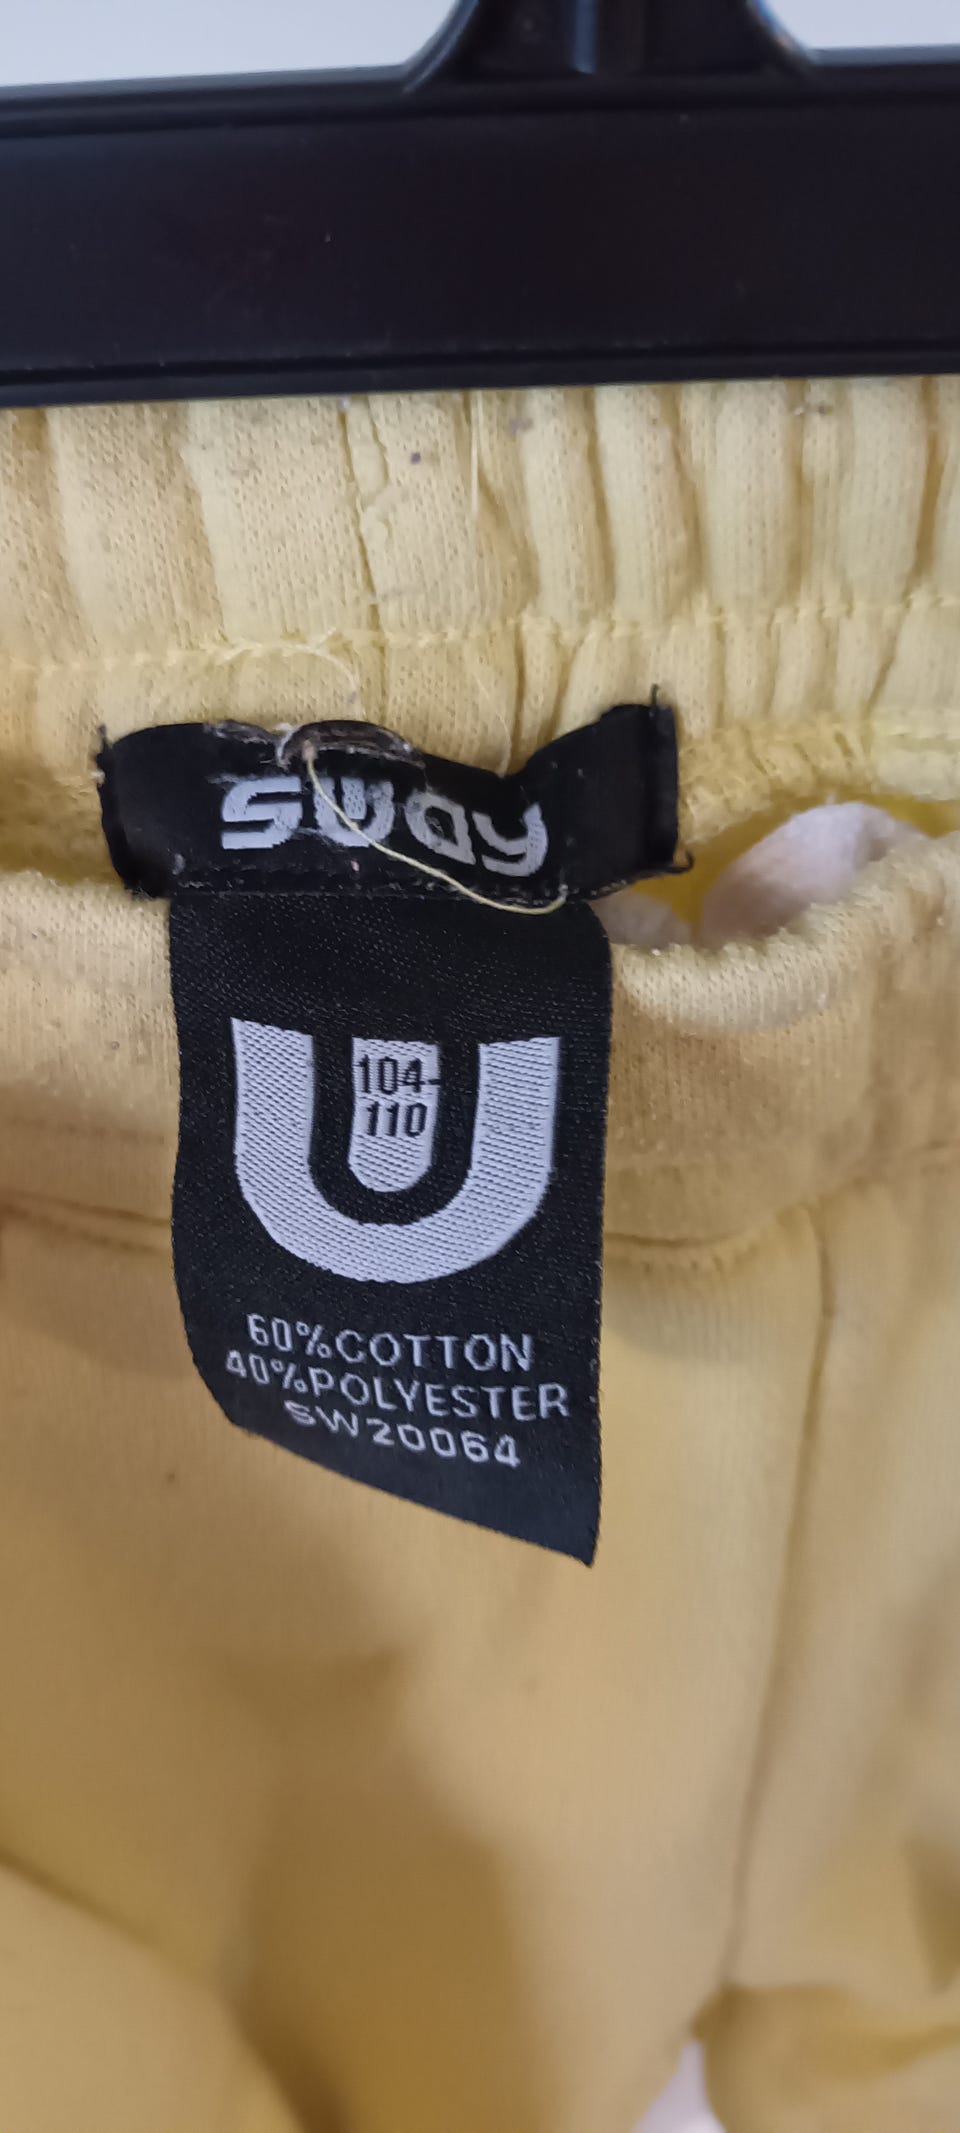 sway
104-
110
60%COTTON
40%POLYESTER
SW20064